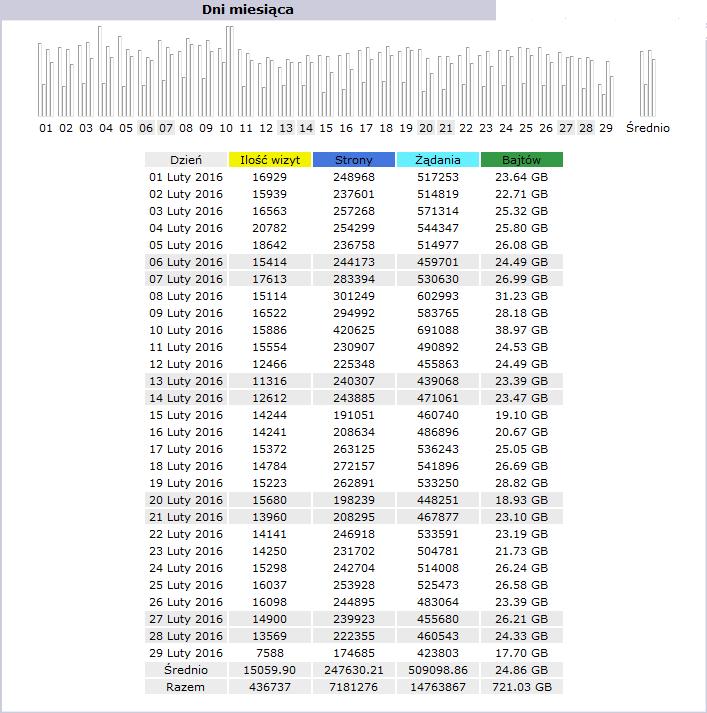 Dni miesiąca
01 02 03 04 05 06 07 08 09 10 11 12 13 14 15 16 17 18 19 20 21 22 23 24 25 26 27 28 29 Średnio
Dzień Ilość wizyt Strony Żądania Bajtów
01 Luty 2016 16929 248968 517253 23.64 GB
02 Luty 2016 15939 237601 514819 22.71 GB
03 Luty 2016 16563 257268 571314 25.32 GB
04 Luty 2016 20782 254299 544347 25.80 GB
05 Luty 2016 18642 236758 514977 26.08 GB
06 Luty 2016 15414 244173 459701 24.49 GB
07 Luty 2016 17613 283394 530630 26.99 GB
08 Luty 2016 15114 301249 602993 31.23 GB
09 Luty 2016 16522 294992 583765 28.18 GB
10 Luty 2016 15886 420625 691088 38.97 GB
11 Luty 2016 15554 230907 490892 24.53 GB
12 Luty 2016 12466 225348 455863 24.49 GB
13 Luty 2016 11316 240307 439068 23.39 GB
14 Luty 2016 12612 243885 471061 23.47 GB
15 Luty 2016 14244 191051 460740 19.10 GB
16 Luty 2016 14241 208634 486896 20.67 GB
17 Luty 2016 15372 263125 536243 25.05 GB
18 Luty 2016 14784 272157 541896 26.69 GB
19 Luty 2016 15223 262891 533250 28.82 GB
20 Luty 2016 15680 198239 448251 18.93 GB
21 Luty 2016 13960 208295 467877 23.10 GB
22 Luty 2016 14141 246918 533591 23.19 GB
23 Luty 2016 14250 231702 504781 21.73 GB
24 Luty 2016 15298 242704 514008 26.24 GB
25 Luty 2016 16037 253928 525473 26.58 GB
26 Luty 2016 16098 244895 483064 23.39 GB
27 Luty 2016 14900 239923 455680 26.21 GB
28 Luty 2016 13569 222355 460543 24.33 GB
29 Luty 2016 7588 174685 423803 17.70 GB
Średnio 15059.90 247630.21 509098.86 24.86 GB
Razem 436737 7181276 14763867 721.03 GB